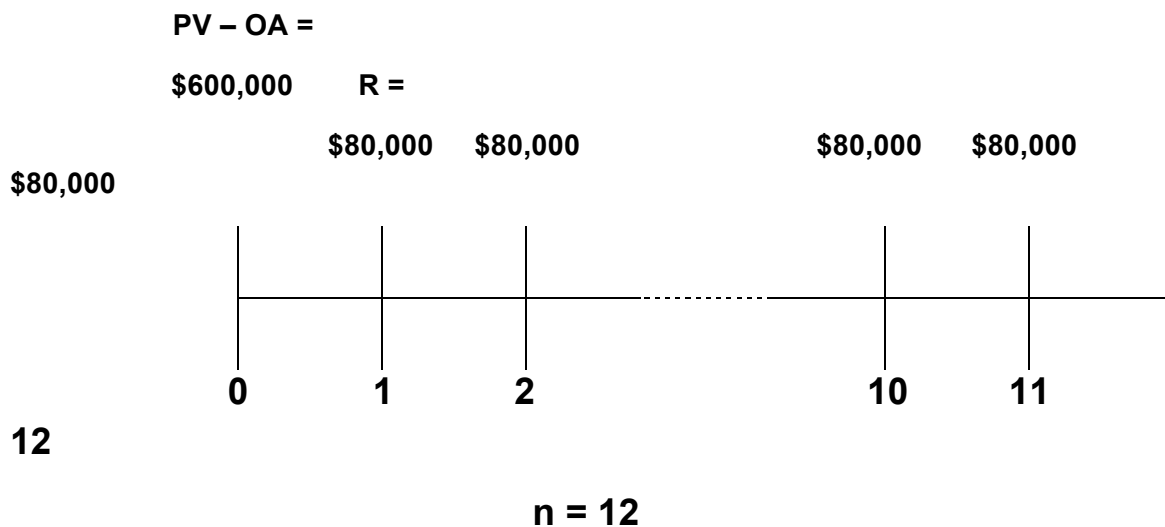 PV – OA =
$600,000 R =
$80,000 $80,000 $80,000 $80,000
$80,000
0 1 2 10 11
12
n = 12